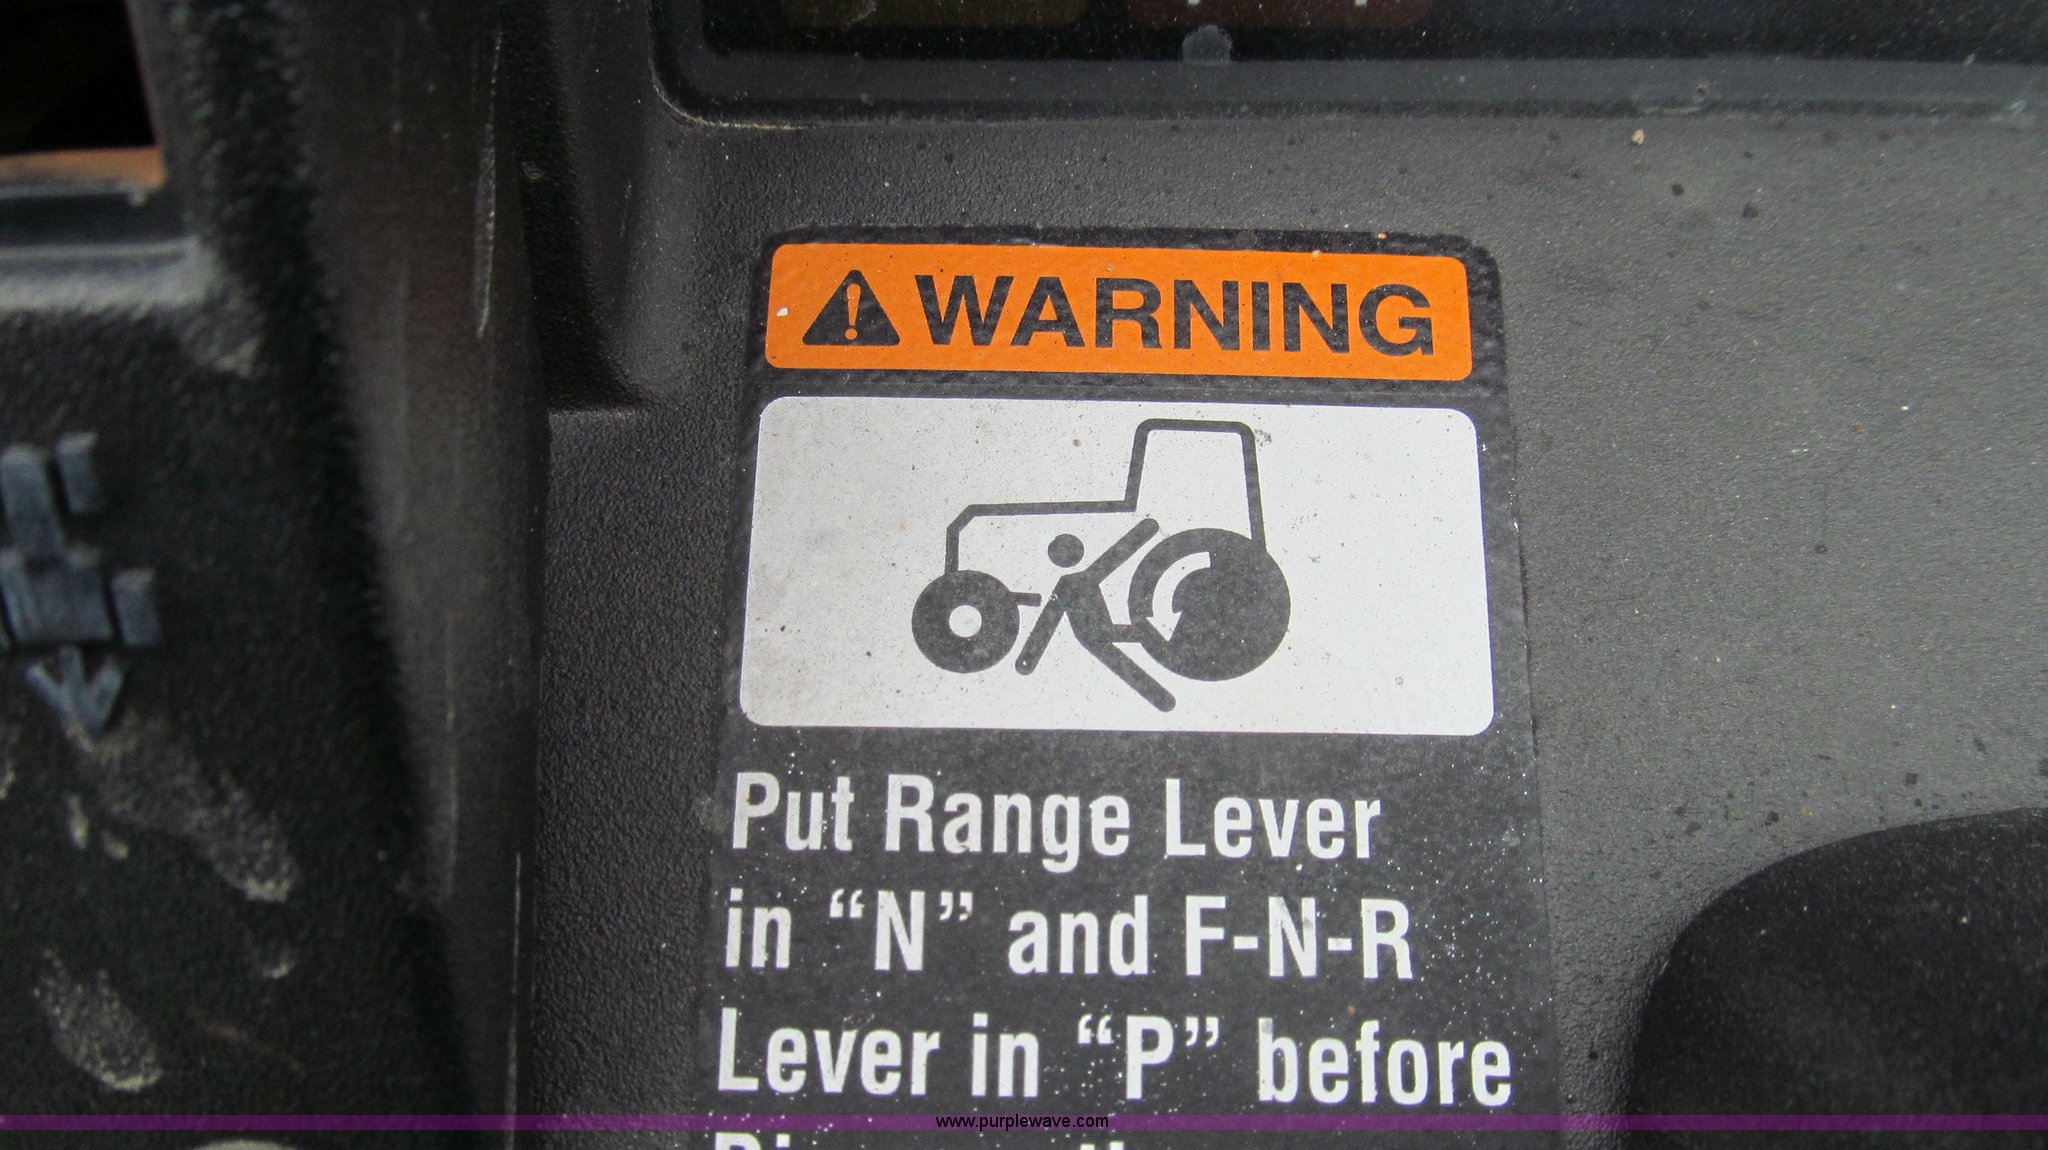 WARNING
Put Range Lever
in “N” and F-N-R
Lever in “P” before
www.purplewave.com